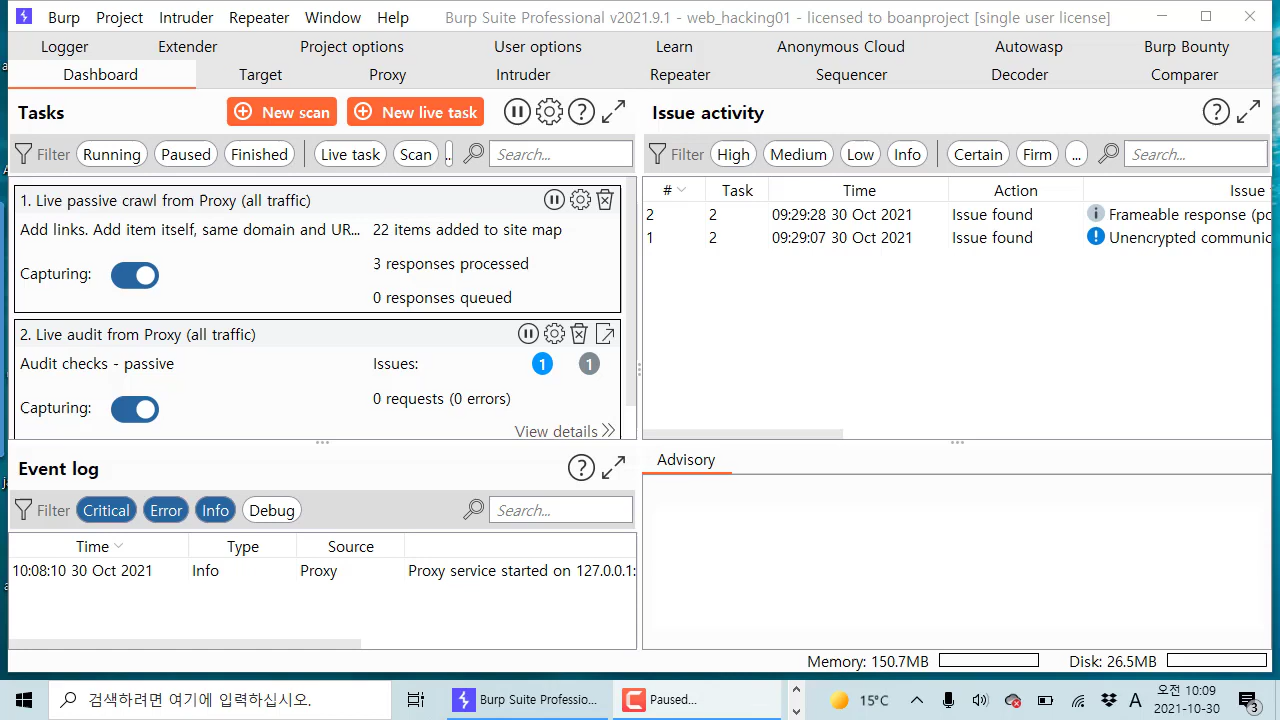 Burp Project Intruder Repeater Window Help Burp Suite Professional v2021.9.1 - web_hacking01 - licensed to boanproject [single user license]
Logger Extender Project options User options Learn Anonymous Cloud Autowasp Burp Bounty
Dashboard Target Proxy Intruder Repeater Sequencer Decoder Comparer
Tasks New scan New live task
Filter Running Paused Finished Live task Scan .. Search...
1. Live passive crawl from Proxy (all traffic)
Add links. Add item itself, same domain and UR... 22 items added to site map
3 responses processed
Capturing:
0 responses queued
2. Live audit from Proxy (all traffic)
Audit checks - passive Issues: 1 1
0 requests (0 errors)
Capturing:
View details
Issue activity
Filter High Medium Low Info Certain Firm ... Search...
# Task Time Action Issue
2 2 09:29:28 30 Oct 2021 Issue found Frameable response (po
1 2 09:29:07 30 Oct 2021 Issue found Unencrypted communic
Event log
Filter Critical Error Info Debug Search...
Time Type Source
10:08:10 30 Oct 2021 Info Proxy Proxy service started on 127.0.0.1:
Advisory
Memory: 150.7MB Disk: 26.5MB
검색하려면 여기에 입력하십시오. Burp Suite Professio... Paused... 15°C A 오전 10:09
2021-10-30 3